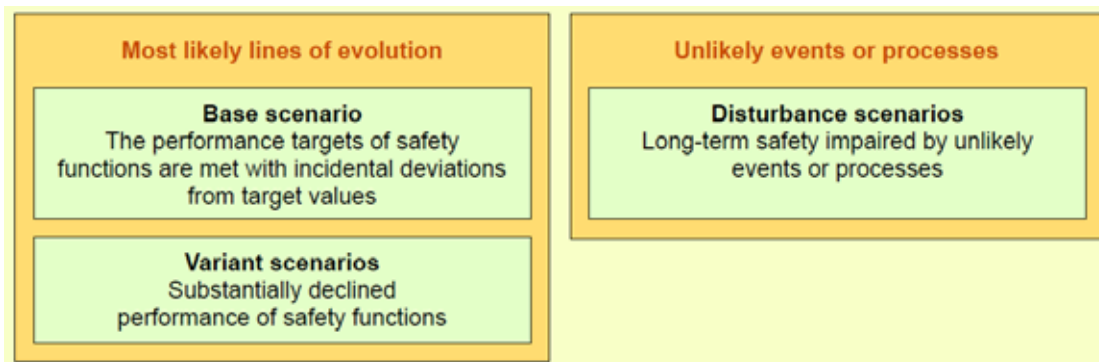 Most likely lines of evolution
Base scenario
The performance targets of safety
functions are met with incidental deviations
from target values
Variant scenarios
Substantially declined
performance of safety functions
Unlikely events or processes
Disturbance scenarios
Long-term safety impaired by unlikely
events or processes